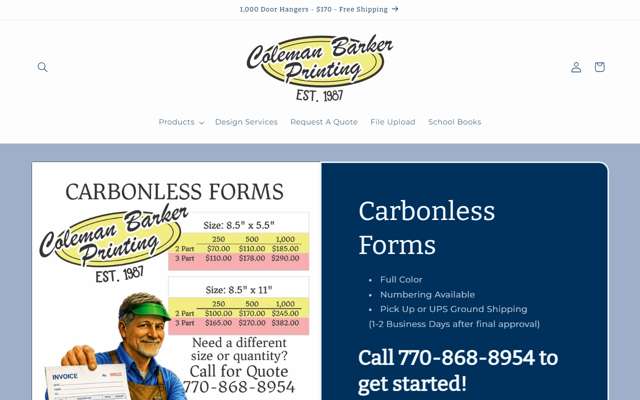 1,000 Door Hangers - $170 - Free Shipping →
Coleman Barker
Printing
EST. 1987
Products
Design Services
Request A Quote
File Upload
School Books
CARBONLESS FORMS
Coleman Barker
Printing
EST. 1987
Size: 8.5" x 5.5"
250 500 1,000
2 Part $70.00 $110.00 $185.00
3 Part $110.00 $178.00 $290.00
Size: 8.5" x 11"
250 500 1,000
2 Part $100.00 $170.00 $245.00
3 Part $165.00 $270.00 $382.00
Need a different
size or quantity?
Call for Quote
770-868-8954
INVOICE
Carbonless
Forms
• Full Color
• Numbering Available
• Pick Up or UPS Ground Shipping
(1-2 Business Days after final approval)
Call 770-868-8954 to
get started!